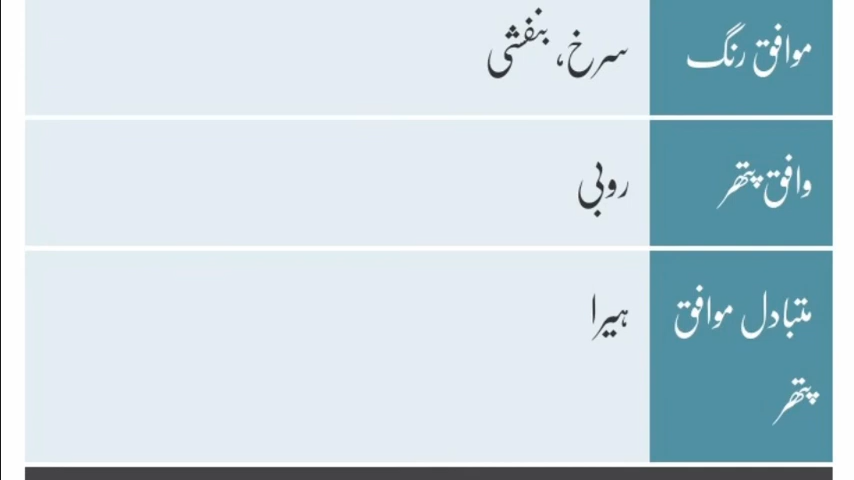 موافق رنگ سرخ، بنفشی
وافق پتھر روبی
متبادل موافق ہیرا
پتھر